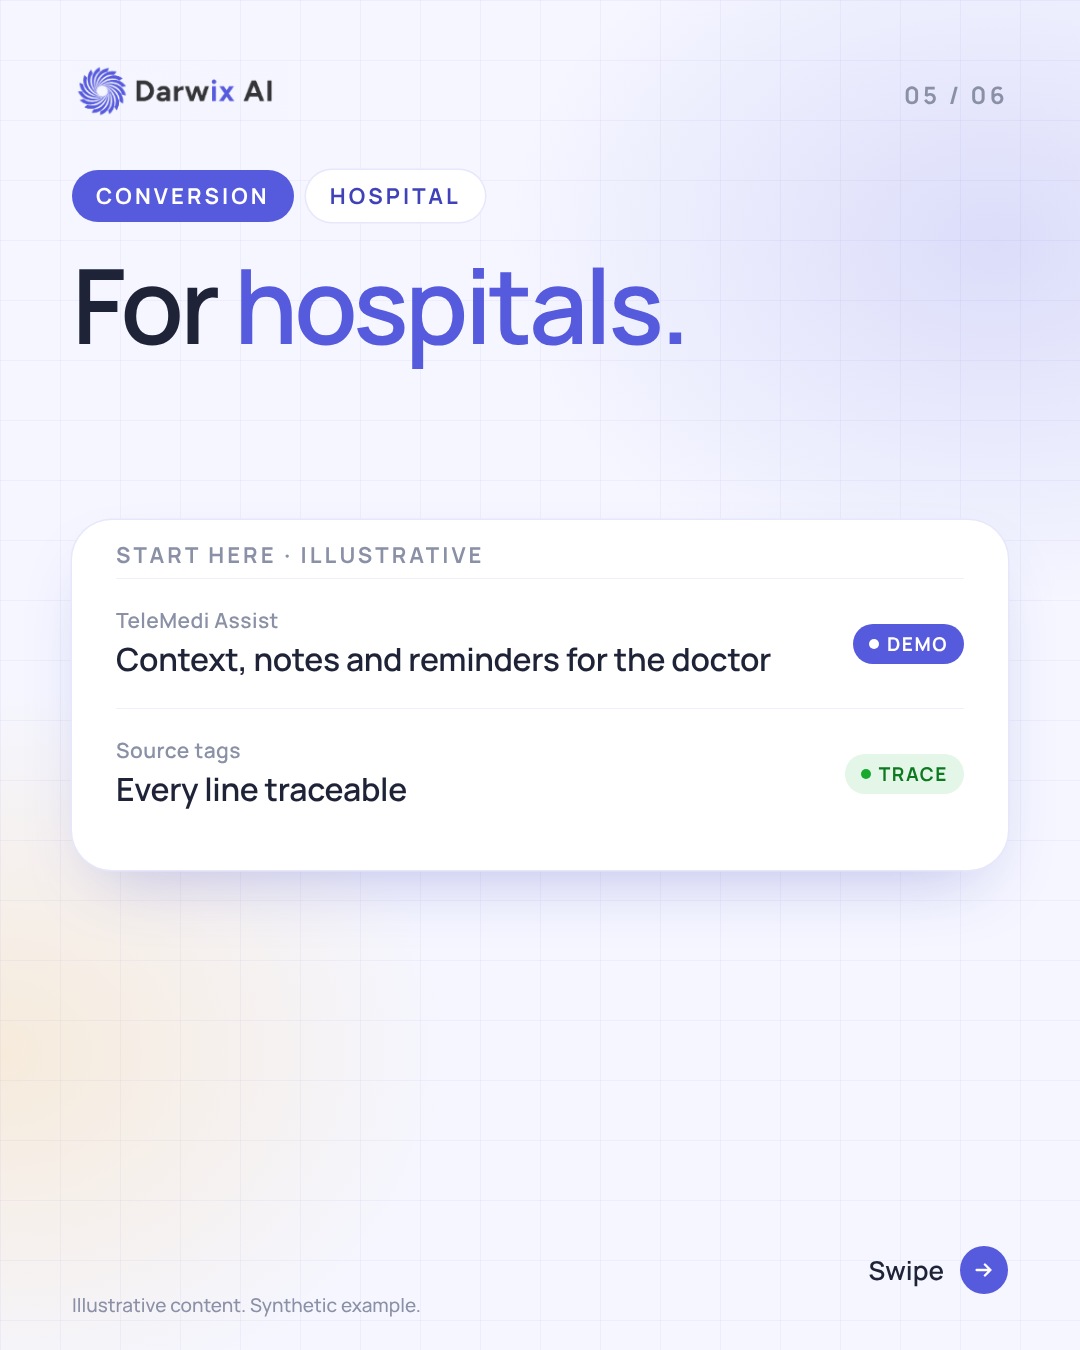 Darwix AI
05 / 06
CONVERSION
HOSPITAL
For hospitals.
START HERE · ILLUSTRATIVE
TeleMedi Assist
Context, notes and reminders for the doctor
DEMO
Source tags
Every line traceable
TRACE
Swipe
Illustrative content. Synthetic example.